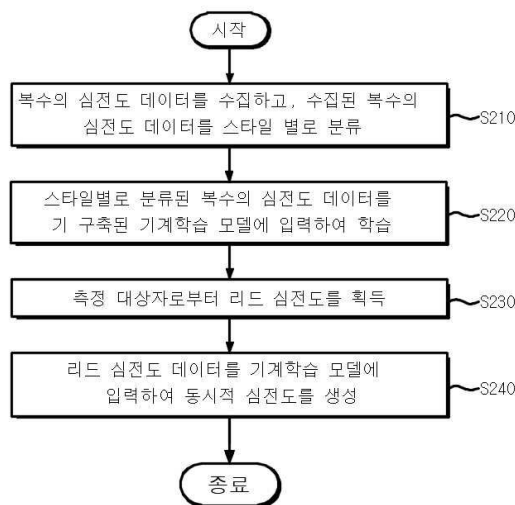 시작
복수의 심전도 데이터를 수집하고, 수집된 복수의
심전도 데이터를 스타일 별로 분류
S210
스타일별로 분류된 복수의 심전도 데이터를
기 구축된 기계학습 모델에 입력하여 학습
S220
측정 대상자로부터 리드 심전도를 획득
S230
리드 심전도 데이터를 기계학습 모델에
입력하여 동시적 심전도를 생성
S240
종료